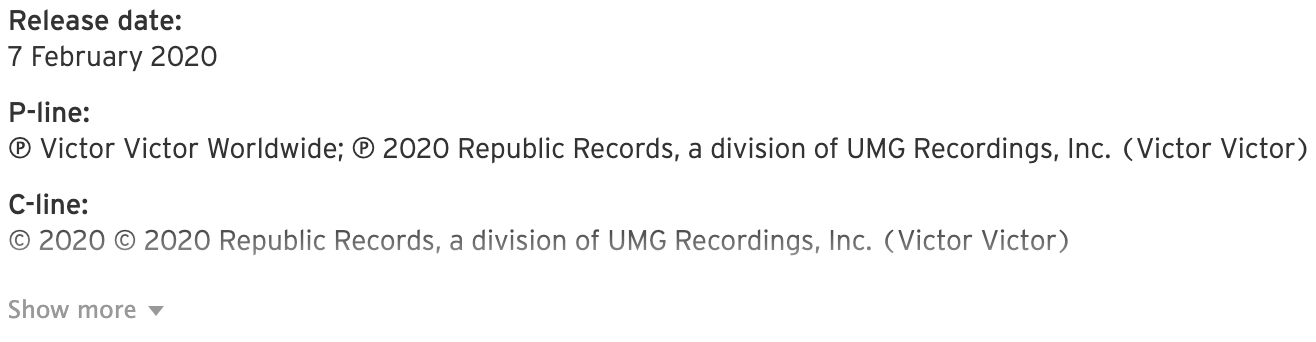 Release date:
7 February 2020
P-line:
℗ Victor Victor Worldwide; ℗ 2020 Republic Records, a division of UMG Recordings, Inc. (Victor Victor)
C-line:
© 2020 © 2020 Republic Records, a division of UMG Recordings, Inc. (Victor Victor)
Show more